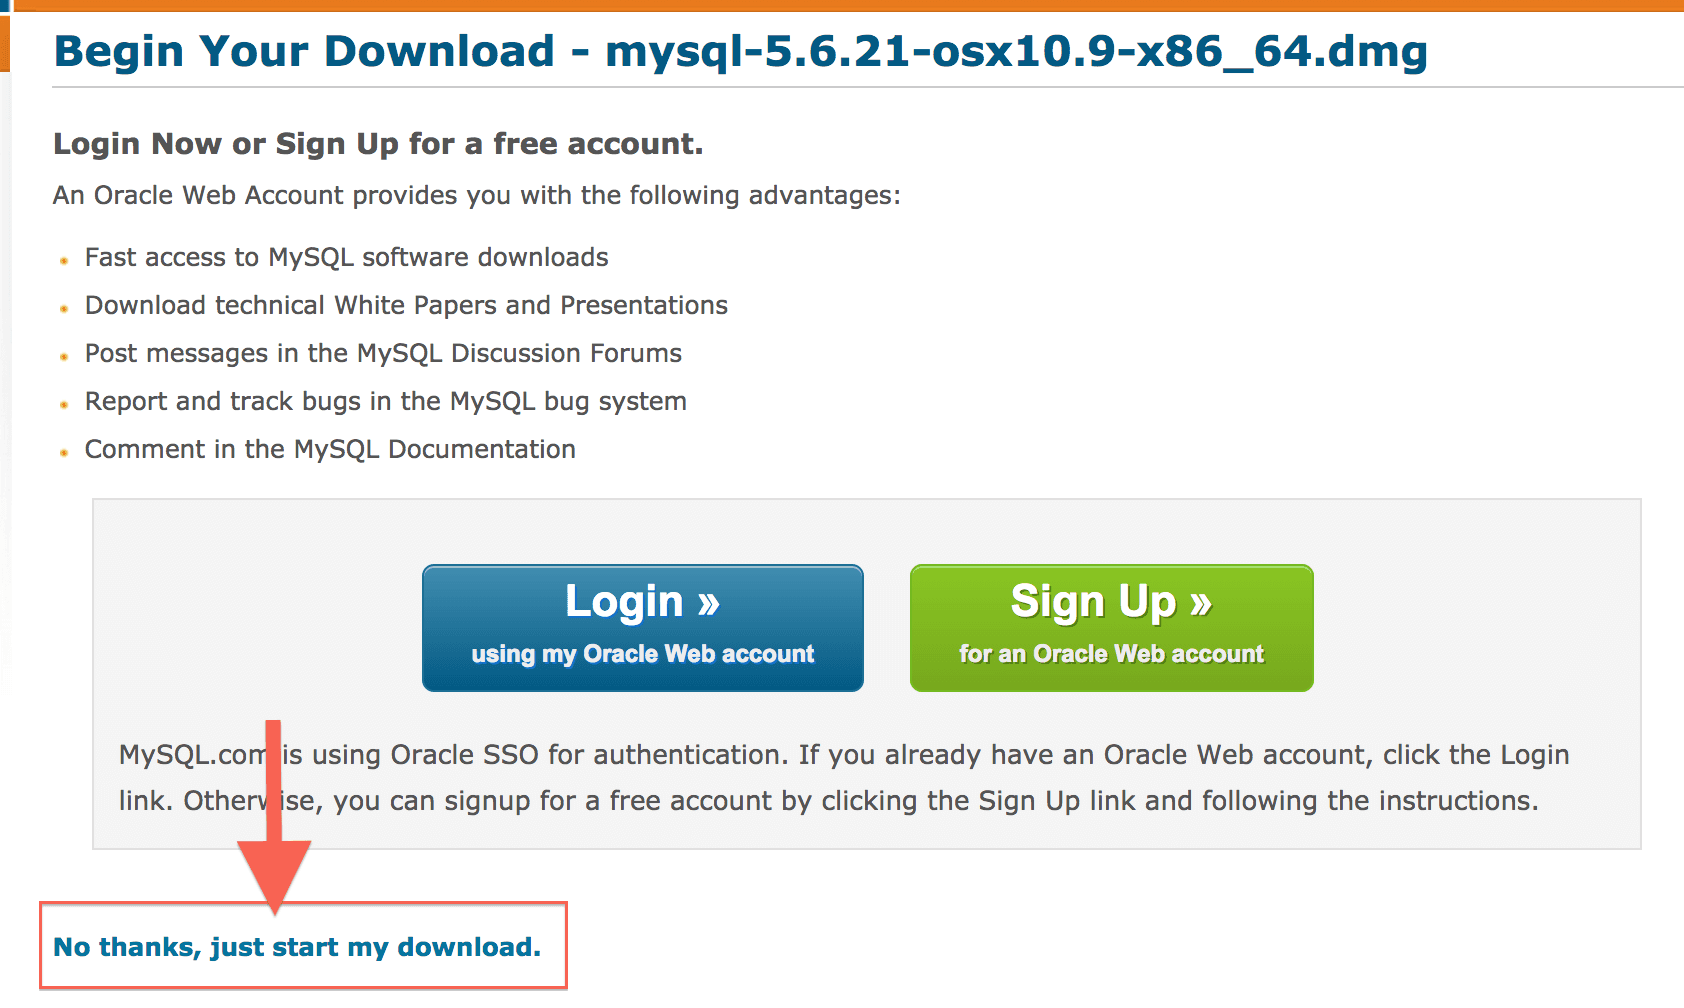 Begin Your Download - mysql-5.6.21-osx10.9-x86_64.dmg
Login Now or Sign Up for a free account.
An Oracle Web Account provides you with the following advantages:
Fast access to MySQL software downloads
Download technical White Papers and Presentations
Post messages in the MySQL Discussion Forums
Report and track bugs in the MySQL bug system
Comment in the MySQL Documentation
Login »
using my Oracle Web account
Sign Up »
for an Oracle Web account
MySQL.com is using Oracle SSO for authentication. If you already have an Oracle Web account, click the Login
link. Otherwise, you can signup for a free account by clicking the Sign Up link and following the instructions.
No thanks, just start my download.